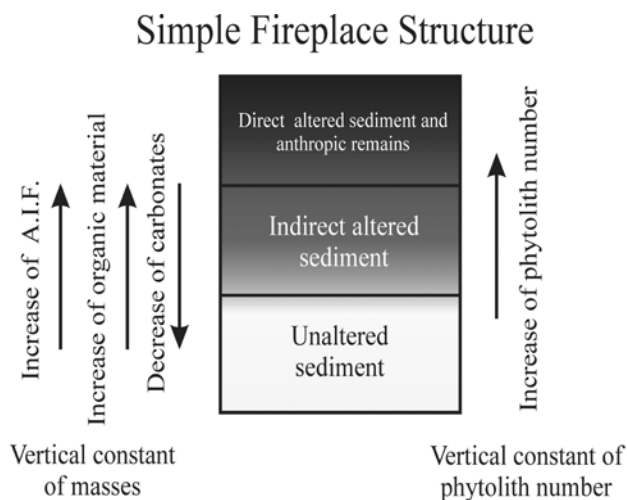 Simple Fireplace Structure
Increase of A.I.F.
Increase of organic material
Decrease of carbonates
Direct altered sediment and
anthropic remains
Indirect altered
sediment
Unaltered
sediment
Increase of phytolith number
Vertical constant
of masses
Vertical constant of
phytolith number